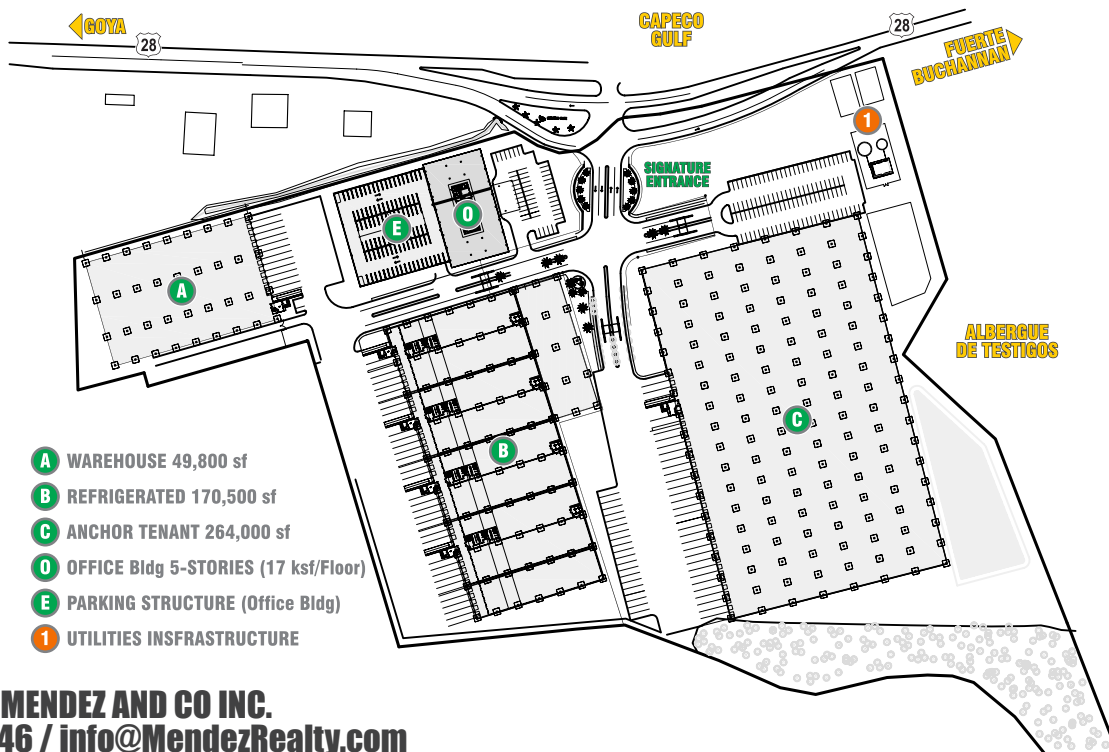 GOYA
28
CAPECO
GULF
28
FUERTE
BUCHANNAN
1
SIGNATURE
ENTRANCE
O
E
A
ALBERGUE
DE TESTIGOS
C
B
A WAREHOUSE 49,800 sf
B REFRIGERATED 170,500 sf
C ANCHOR TENANT 264,000 sf
O OFFICE Bldg 5-STORIES (17 ksf/Floor)
E PARKING STRUCTURE (Office Bldg)
1 UTILITIES INSFRASTRUCTURE
MENDEZ AND CO INC.
46 / info@MendezRealty.com